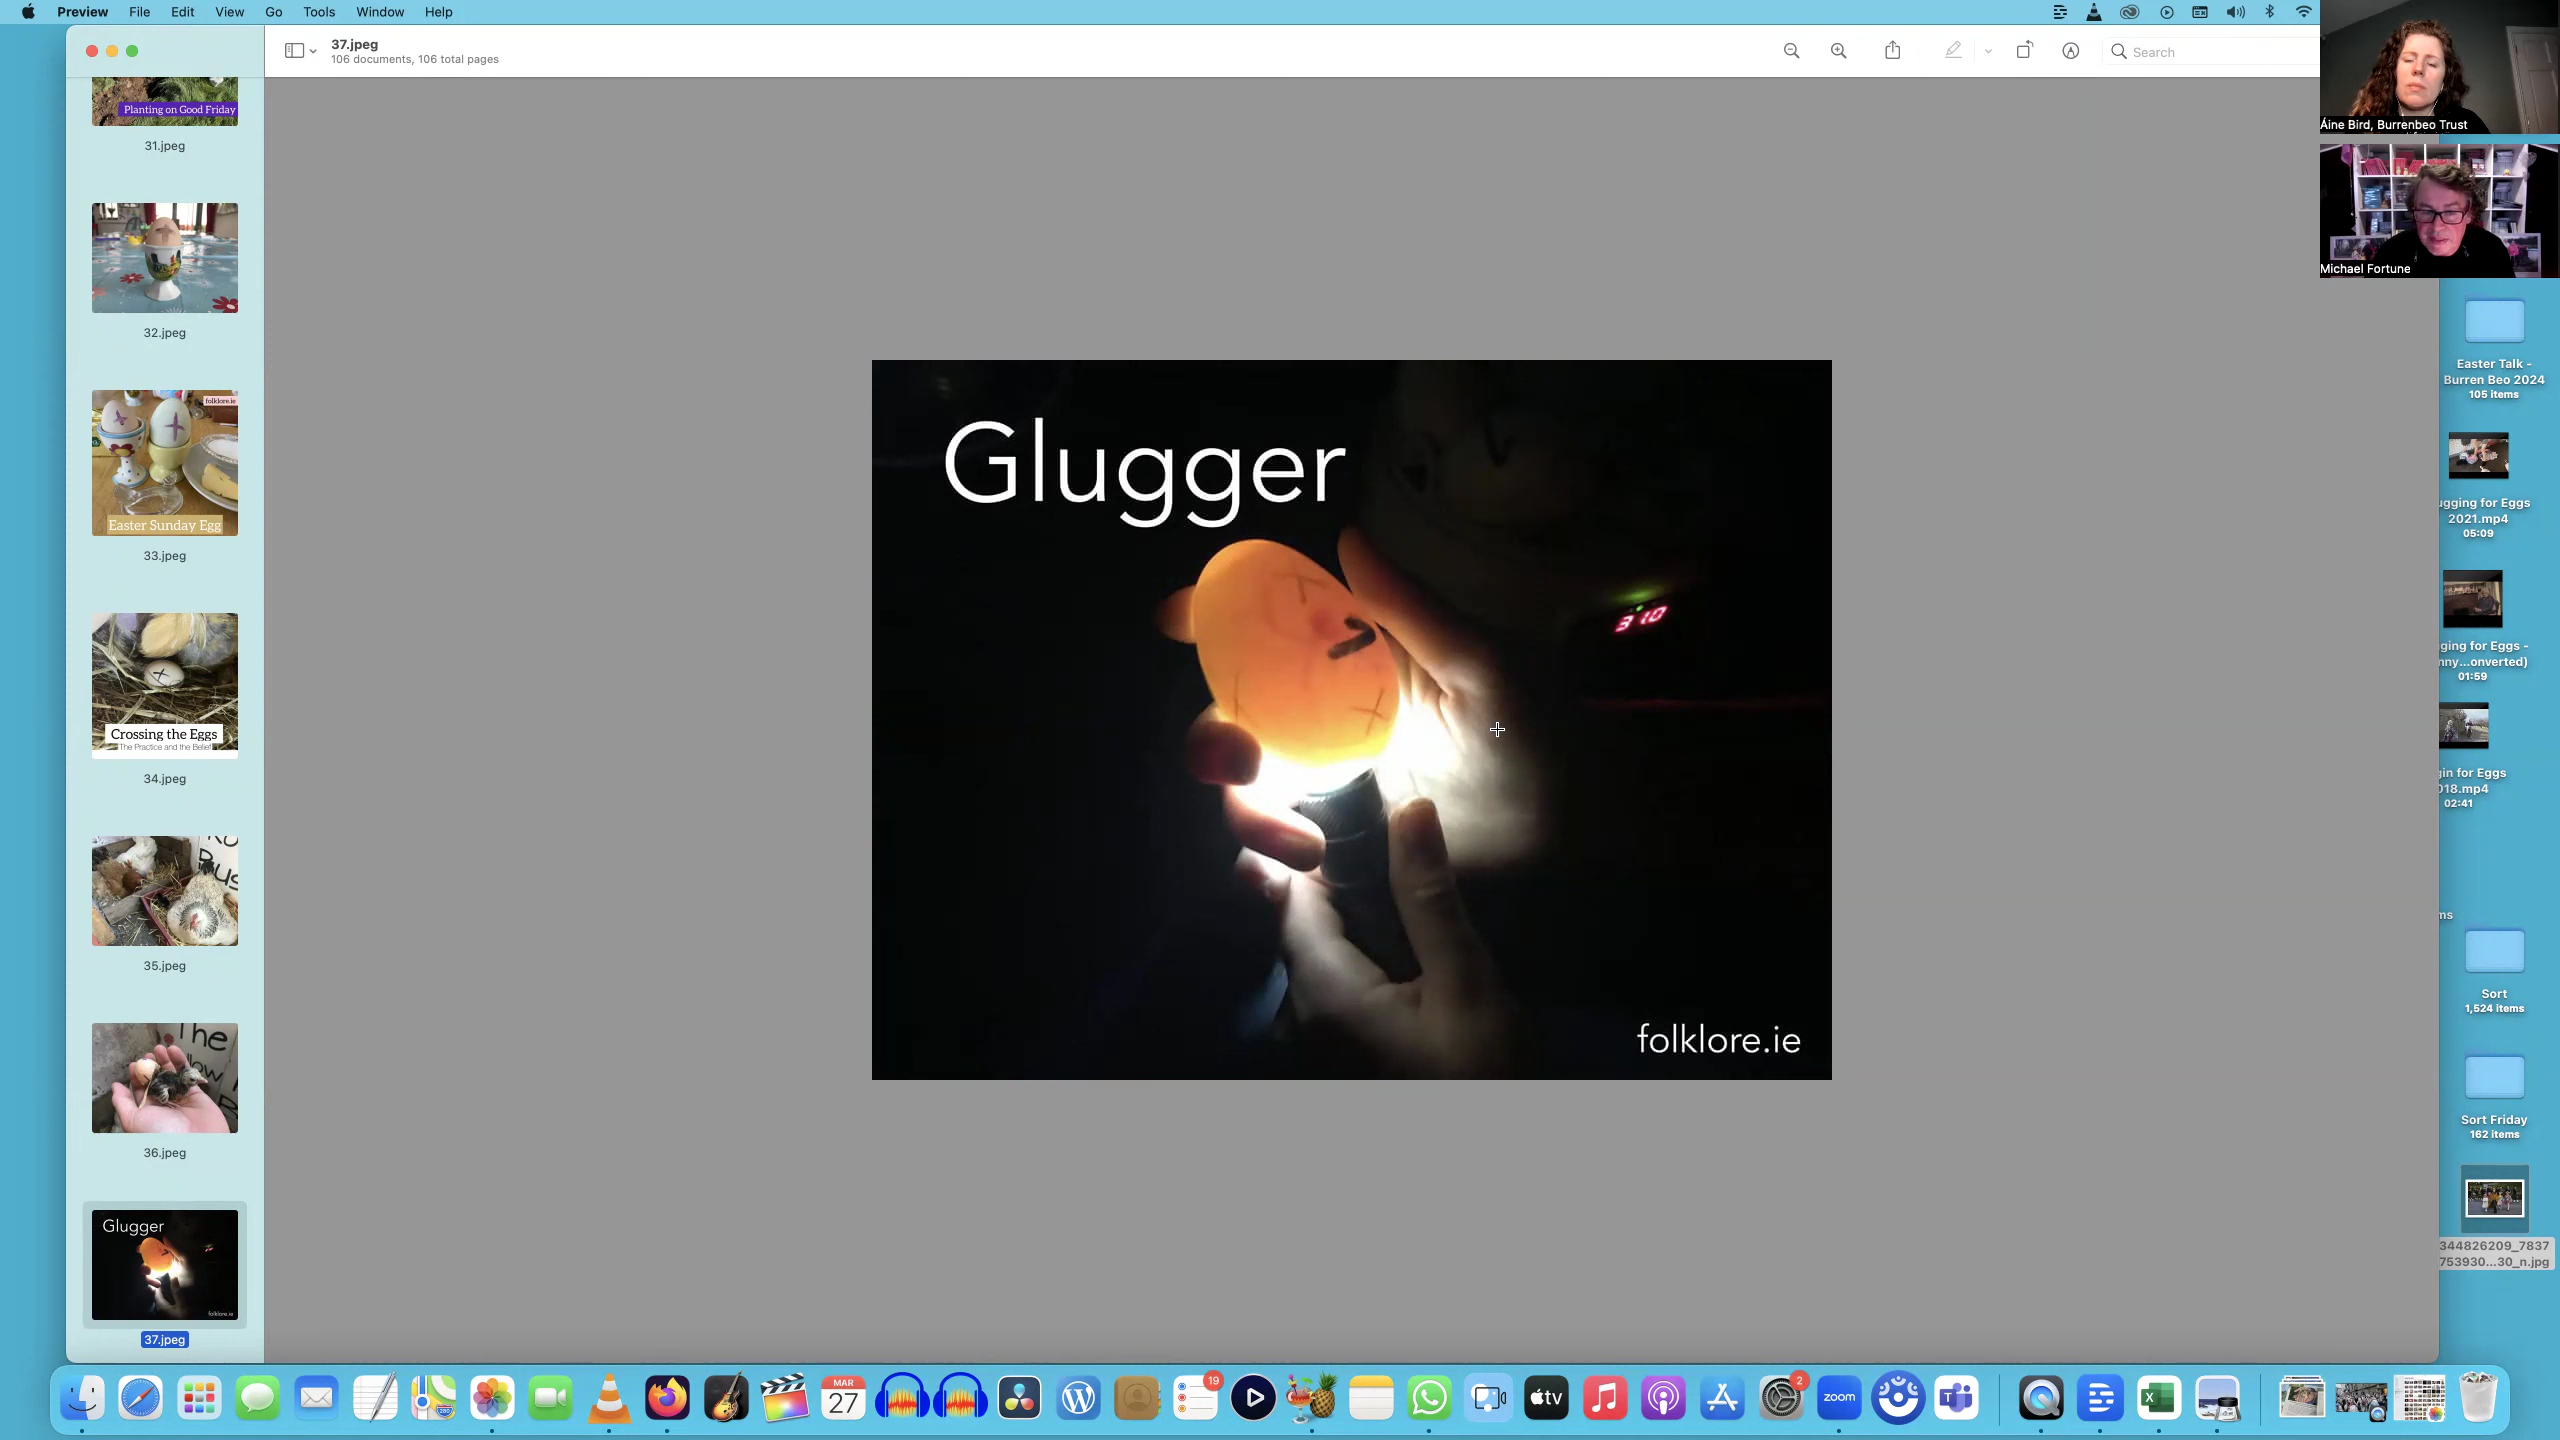 Preview File Edit View Go Tools Window Help
37.jpeg
106 documents, 106 total pages
Search
Planting on Good Friday
31.jpeg
32.jpeg
folklore.ie
Easter Sunday Egg
33.jpeg
Crossing the Eggs
The Practice and the Belief
34.jpeg
35.jpeg
The
36.jpeg
Glugger
folklore.ie
37.jpeg
Glugger
310
folklore.ie
Áine Bird, Burrenbeo Trust
Michael Fortune
Easter Talk -
Burren Beo 2024
105 items
for Eggs
2021.mp4
05:09
for Eggs -
01:59
for Eggs
018.mp4
02:41
ms
Sort
1,524 items
Sort Friday
162 items
344826209_7837
753930...30_n.jpg
MAR
27
19
tv
2
zoom